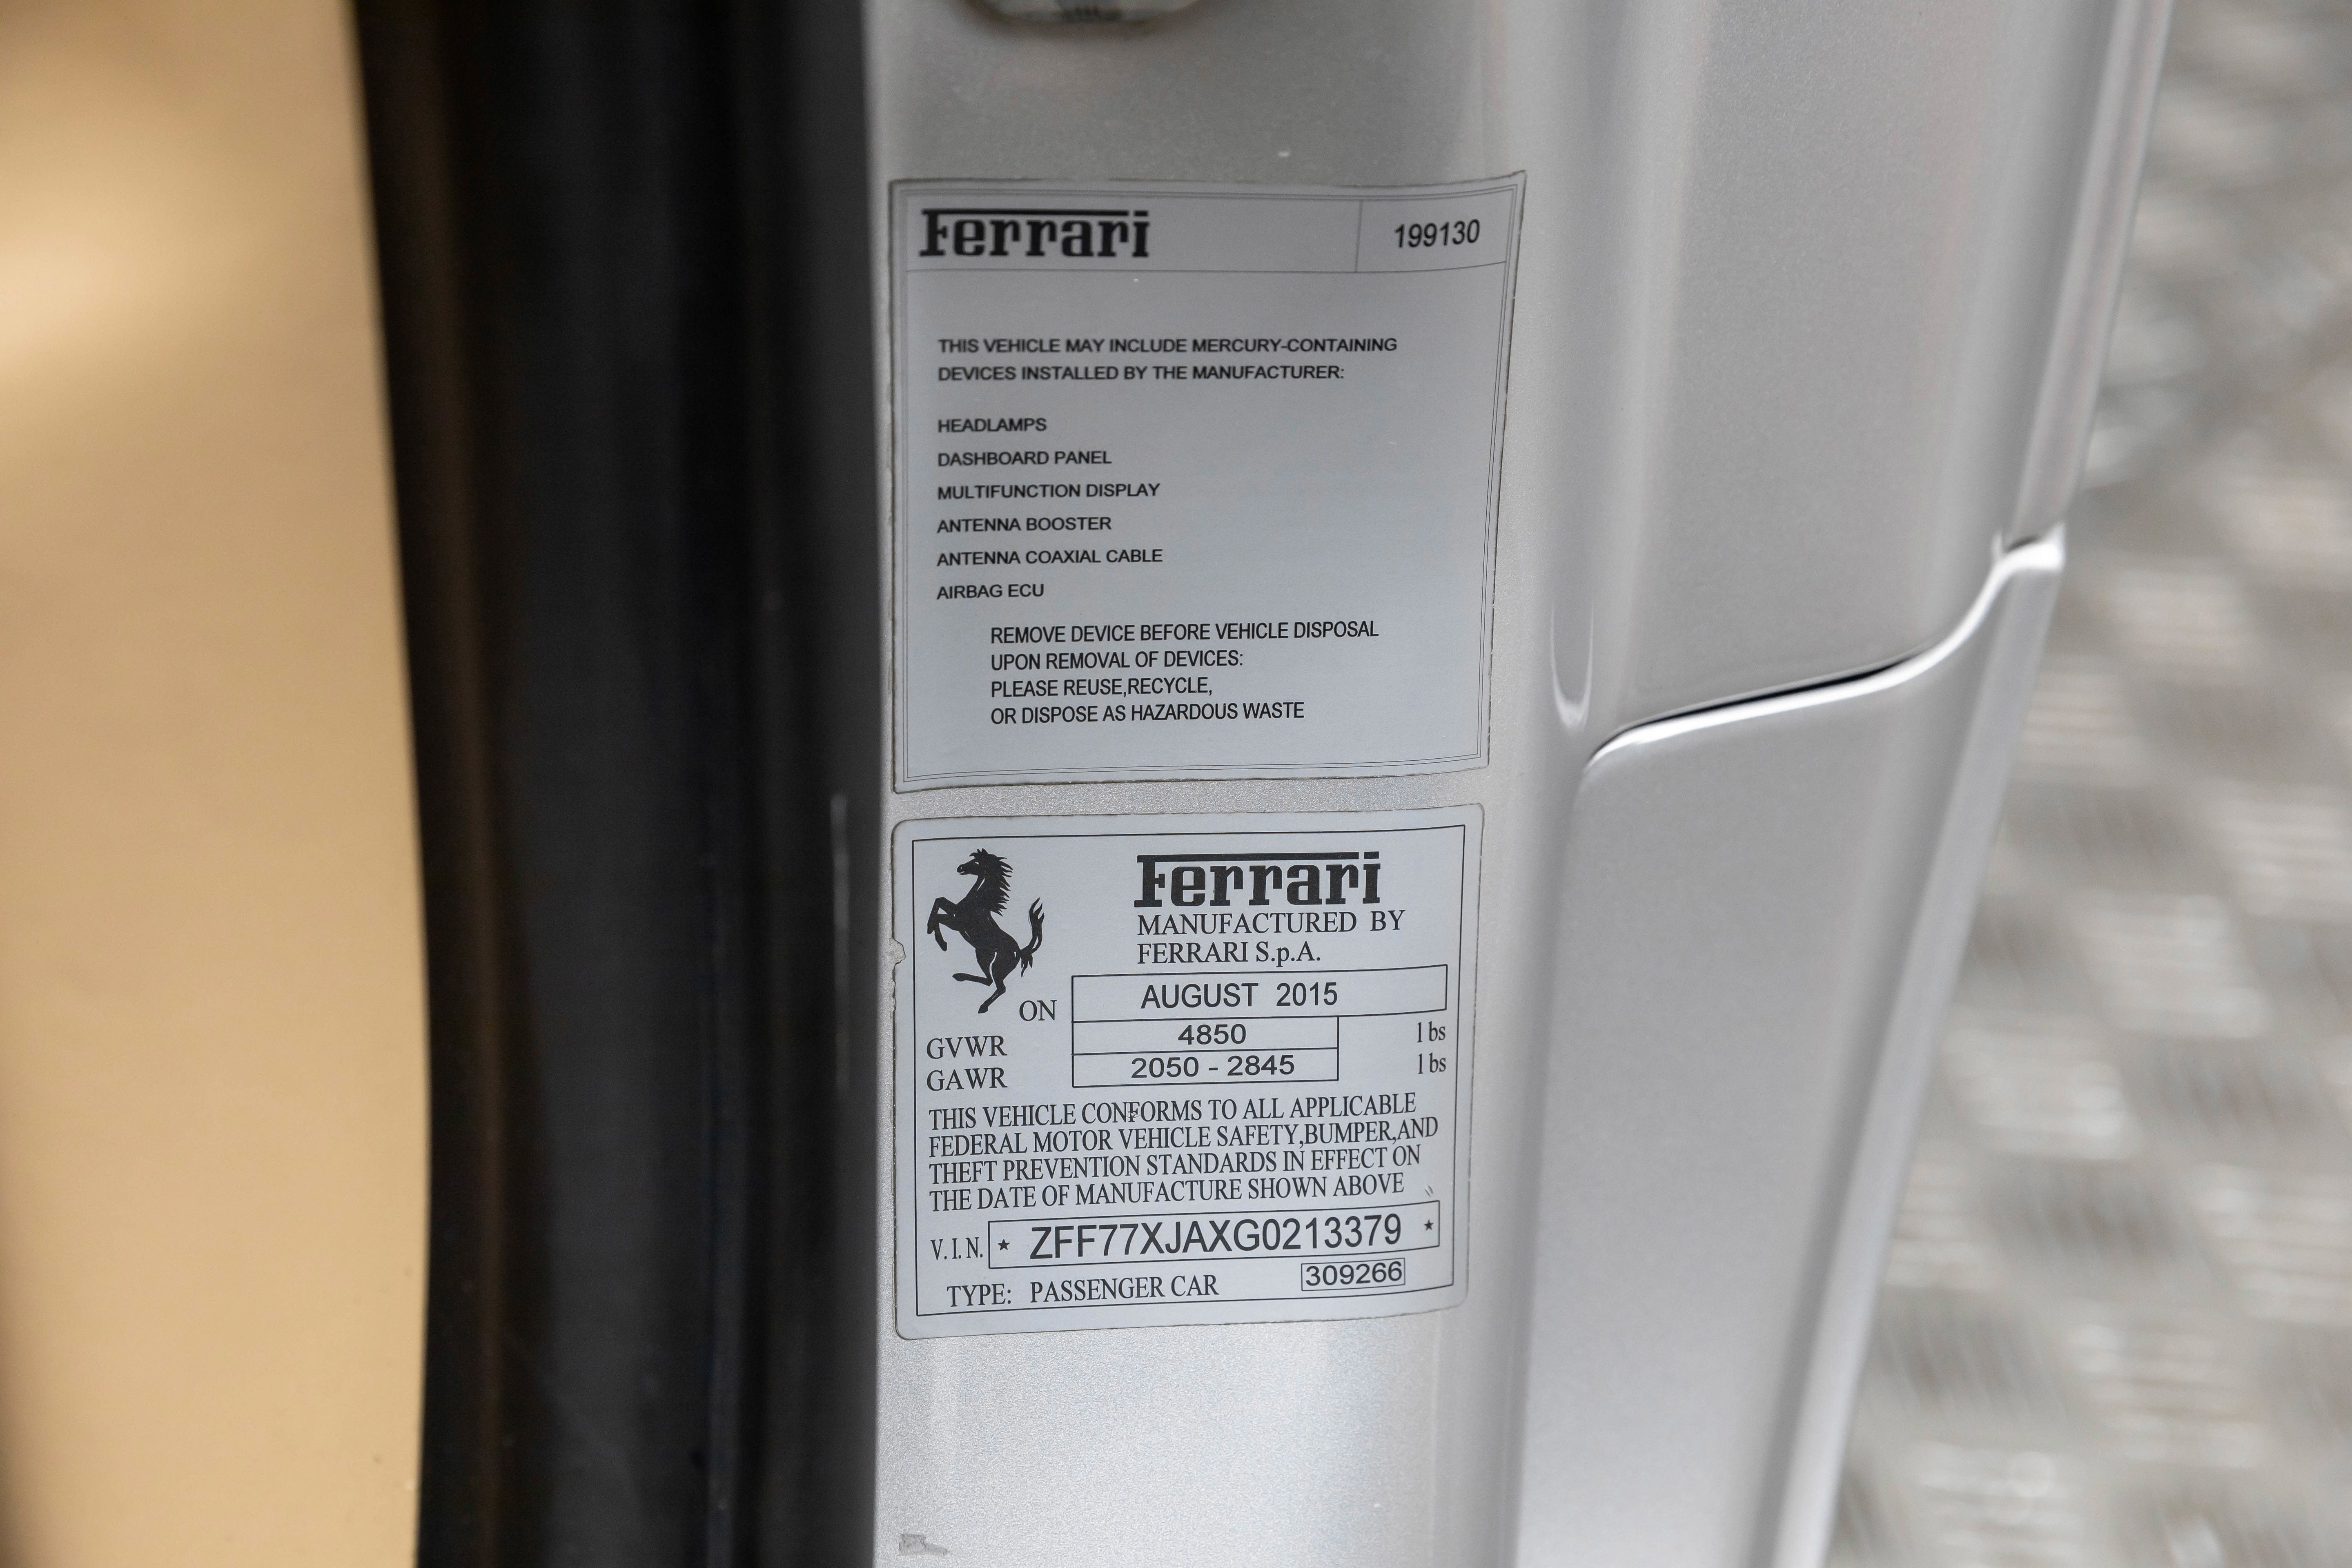 Ferrari 199130
THIS VEHICLE MAY INCLUDE MERCURY-CONTAINING
DEVICES INSTALLED BY THE MANUFACTURER:
HEADLAMPS
DASHBOARD PANEL
MULTIFUNCTION DISPLAY
ANTENNA BOOSTER
ANTENNA COAXIAL CABLE
AIRBAG ECU
REMOVE DEVICE BEFORE VEHICLE DISPOSAL
UPON REMOVAL OF DEVICES:
PLEASE REUSE,RECYCLE,
OR DISPOSE AS HAZARDOUS WASTE
Ferrari
MANUFACTURED BY
FERRARI S.p.A.
ON AUGUST 2015
GVWR 4850 lbs
GAWR 2050 - 2845 lbs
THIS VEHICLE CONFORMS TO ALL APPLICABLE
FEDERAL MOTOR VEHICLE SAFETY,BUMPER,AND
THEFT PREVENTION STANDARDS IN EFFECT ON
THE DATE OF MANUFACTURE SHOWN ABOVE
V.I.N. ★ ZFF77XJAXG0213379 ★
TYPE: PASSENGER CAR 309266